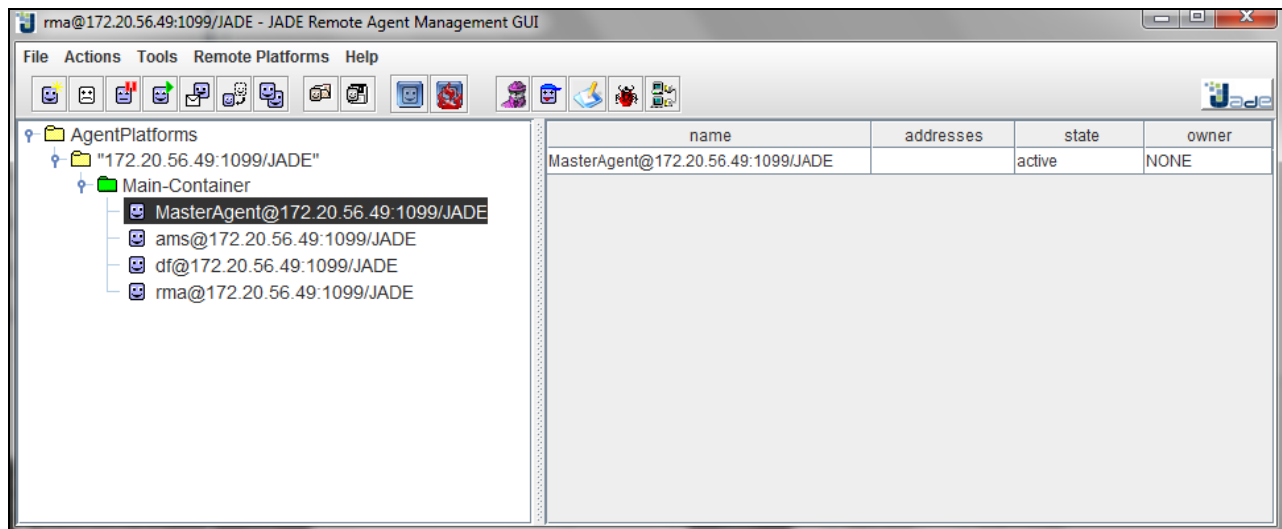 rma@172.20.56.49:1099/JADE - JADE Remote Agent Management GUI
File Actions Tools Remote Platforms Help
Jade
AgentPlatforms
"172.20.56.49:1099/JADE"
Main-Container
MasterAgent@172.20.56.49:1099/JADE
ams@172.20.56.49:1099/JADE
df@172.20.56.49:1099/JADE
rma@172.20.56.49:1099/JADE
name addresses state owner
MasterAgent@172.20.56.49:1099/JADE active NONE